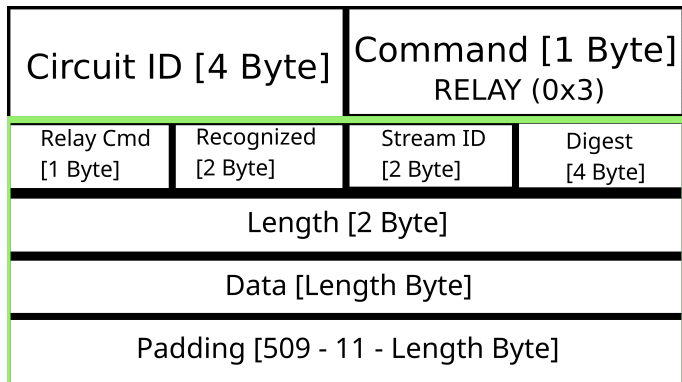 Circuit ID [4 Byte]
Command [1 Byte]
RELAY (0x3)
Relay Cmd
[1 Byte]
Recognized
[2 Byte]
Stream ID
[2 Byte]
Digest
[4 Byte]
Length [2 Byte]
Data [Length Byte]
Padding [509 - 11 - Length Byte]